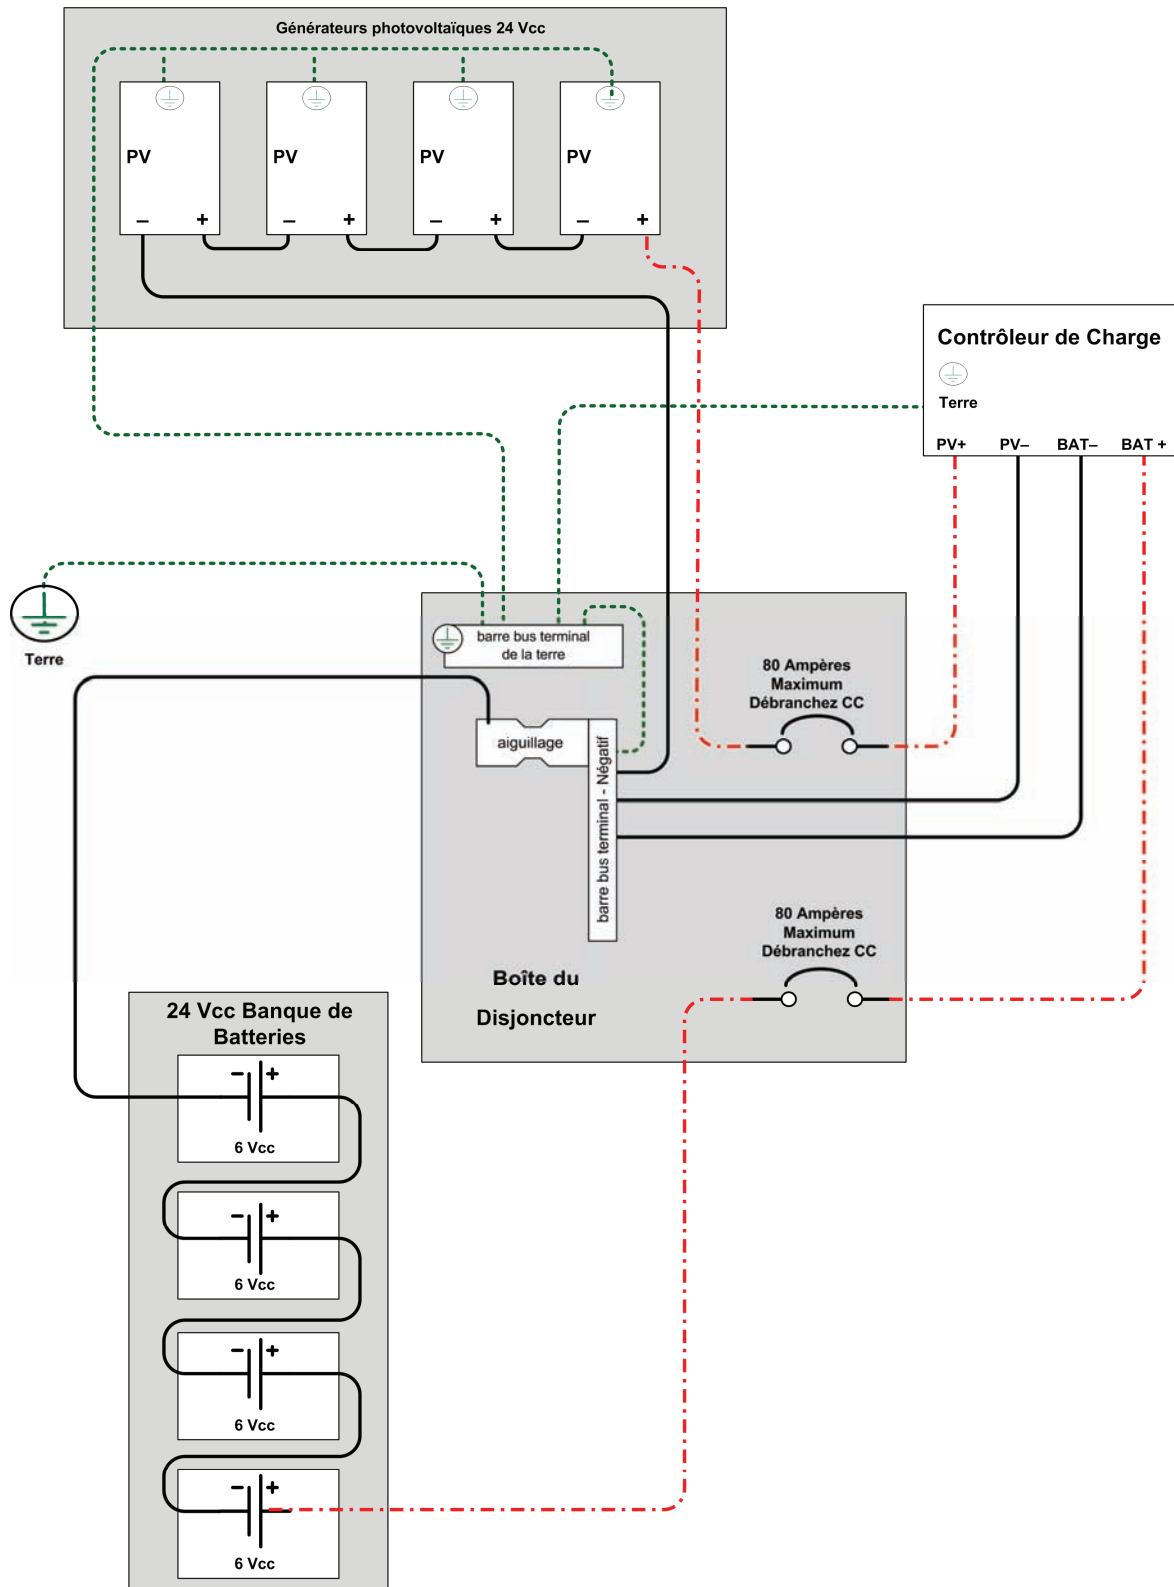 Générateurs photovoltaïques 24 Vcc
PV
PV
PV
PV
– +
– +
– +
– +
Contrôleur de Charge
Terre
PV+ PV– BAT– BAT +
Terre
barre bus terminal
de la terre
80 Ampères
Maximum
Débranchez CC
aiguillage
barre bus terminal - Négatif
80 Ampères
Maximum
Débranchez CC
Boîte du
Disjoncteur
24 Vcc Banque de
Batteries
– +
6 Vcc
– +
6 Vcc
– +
6 Vcc
– +
6 Vcc